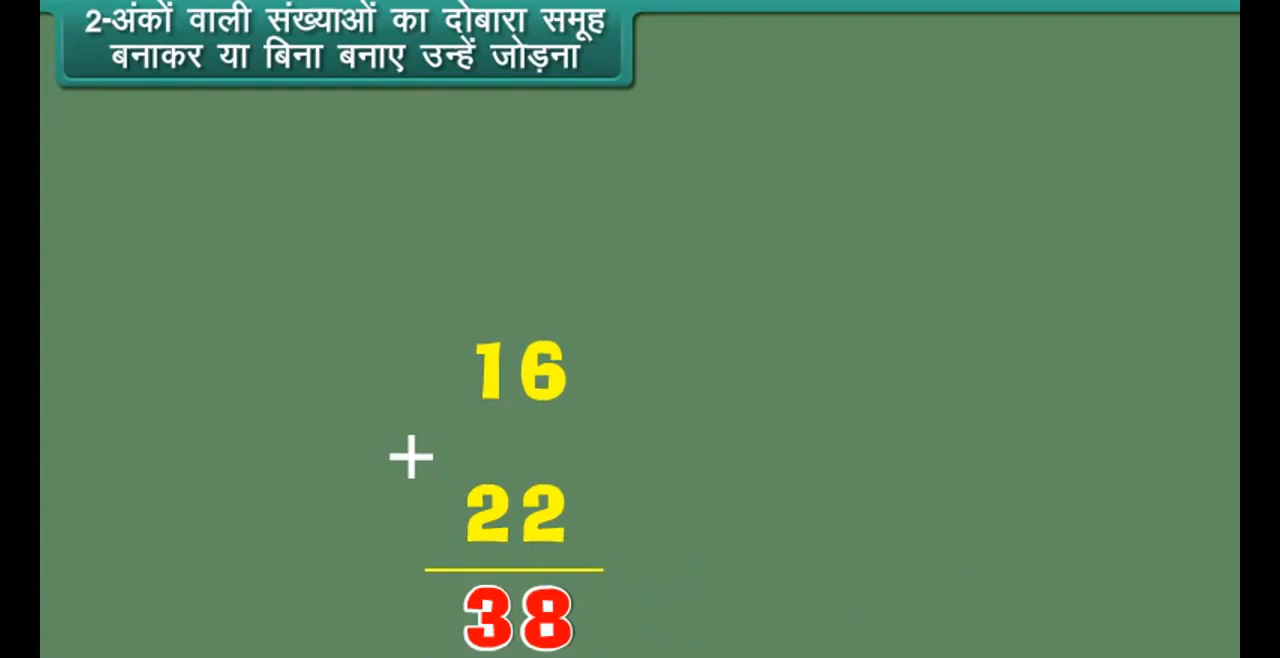 2-अंकों वाली संख्याओं का दोबारा समूह
बनाकर या बिना बनाए उन्हें जोड़ना
16
+
22
38